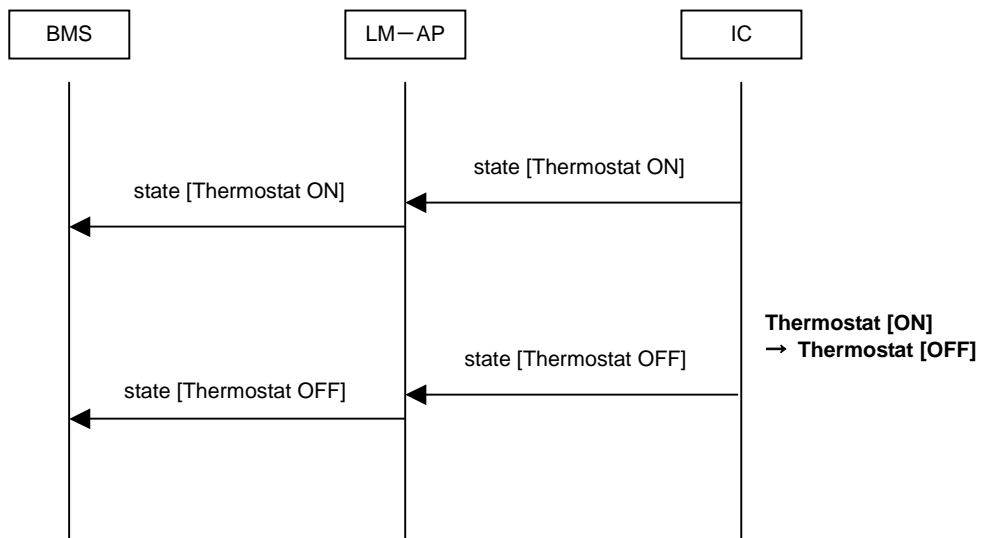 BMS
LM－AP
IC
state [Thermostat ON]
state [Thermostat ON]
Thermostat [ON]
→ Thermostat [OFF]
state [Thermostat OFF]
state [Thermostat OFF]